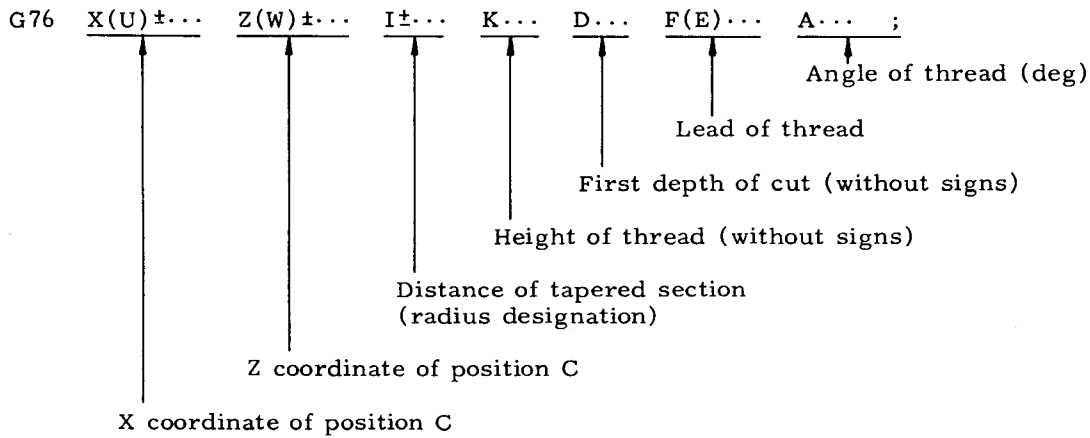 G76 X(U)±··· Z(W)±··· I±··· K··· D··· F(E)··· A··· ;
Angle of thread (deg)
Lead of thread
First depth of cut (without signs)
Height of thread (without signs)
Distance of tapered section
(radius designation)
Z coordinate of position C
X coordinate of position C